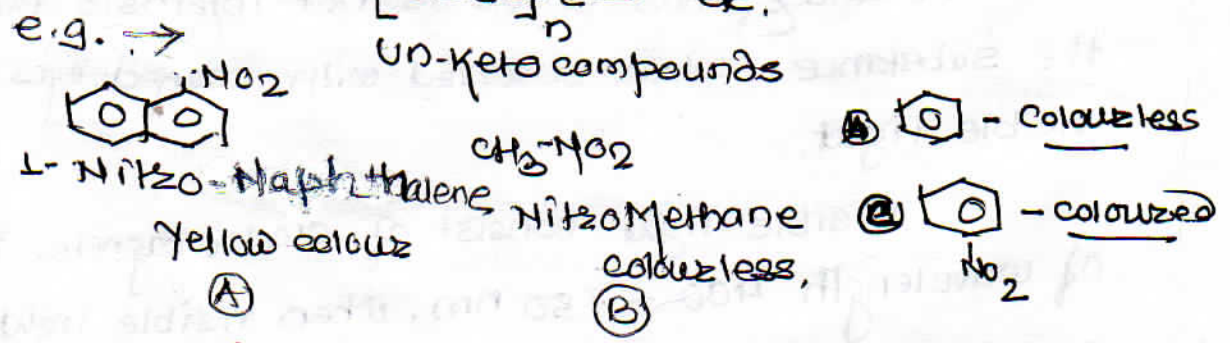 e.g. →
n
un-Keto compounds
NO2
1-Nitro-Naphthalene
Yellow colour
A
CH3-NO2
NitroMethane
colourless,
B
- Colourless
C - coloured
NO2